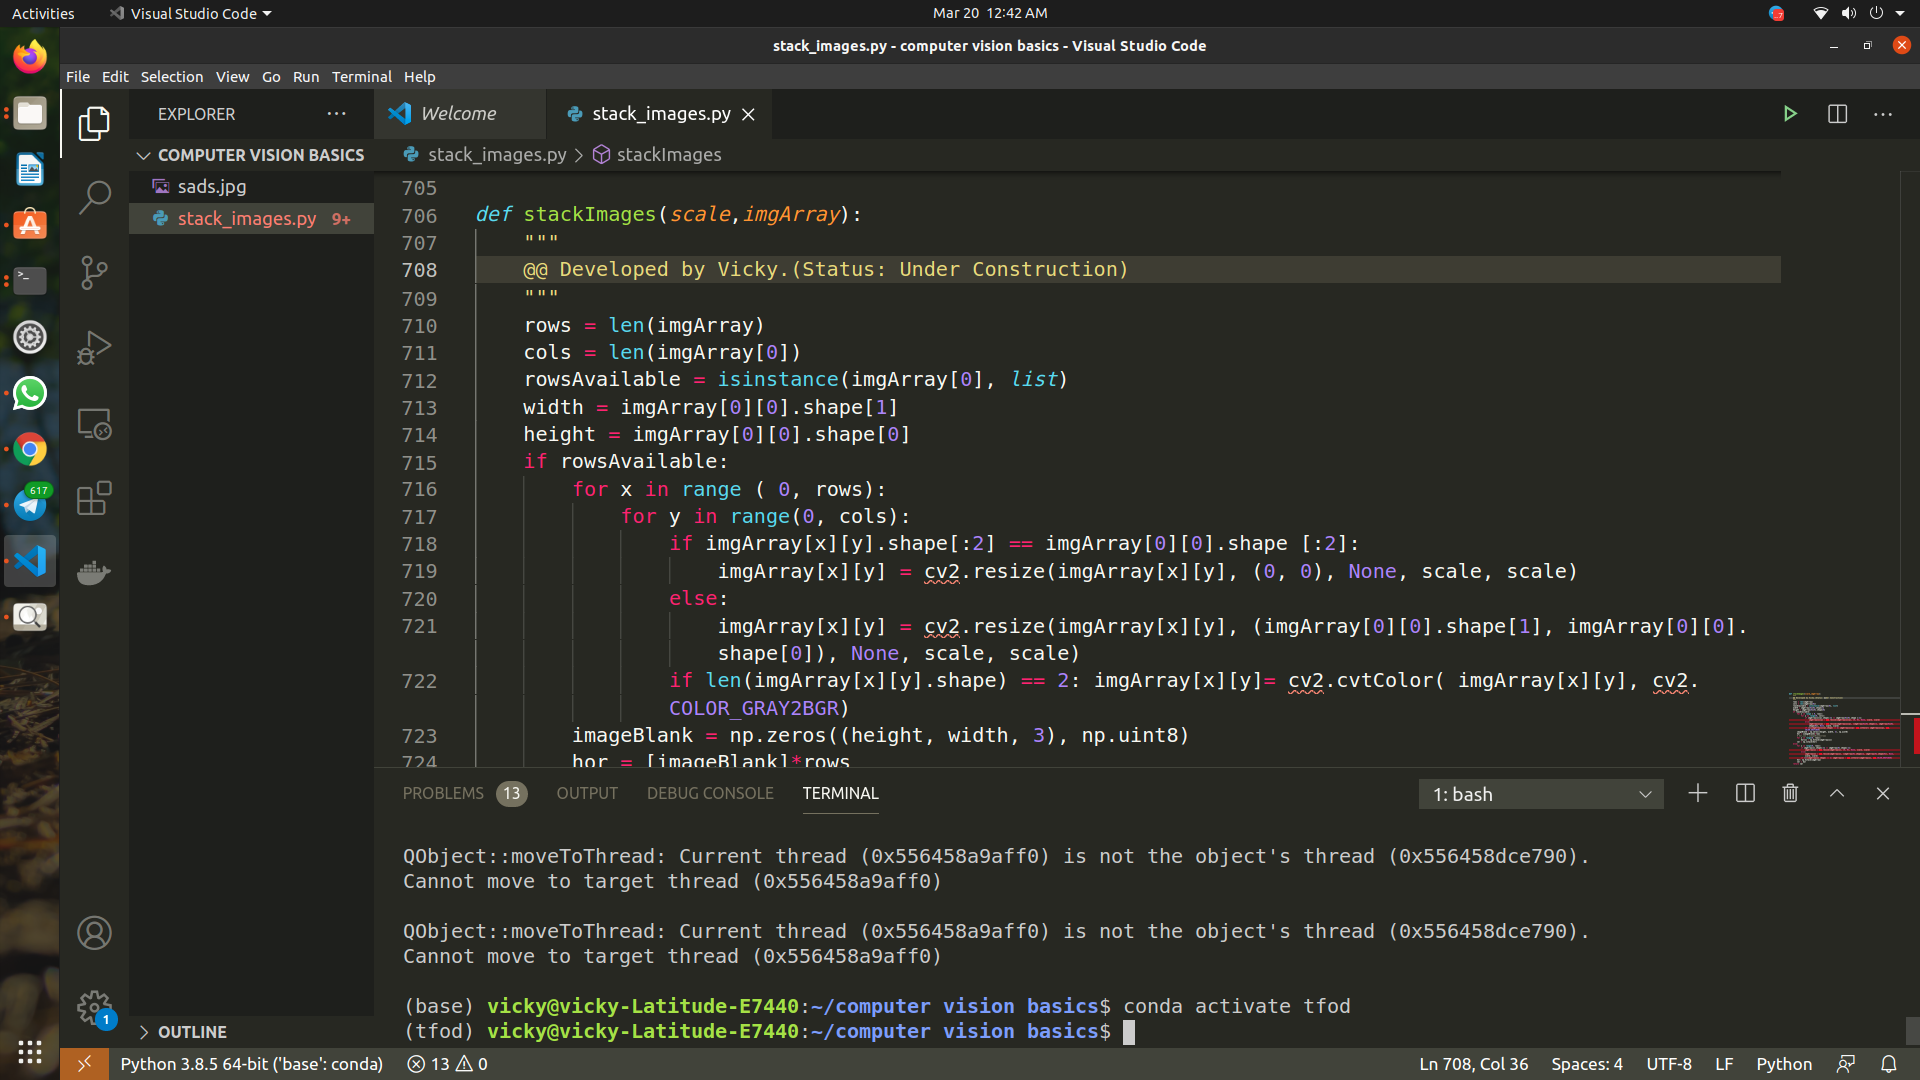 Activities
Visual Studio Code
Mar 20 12:42 AM
stack_images.py - computer vision basics - Visual Studio Code
File Edit Selection View Go Run Terminal Help
EXPLORER
Welcome
stack_images.py
COMPUTER VISION BASICS
stack_images.py
stackImages
sads.jpg
stack_images.py 9+
705
706 def stackImages(scale,imgArray):
707 """
708 @@ Developed by Vicky.(Status: Under Construction)
709 """
710 rows = len(imgArray)
711 cols = len(imgArray[0])
712 rowsAvailable = isinstance(imgArray[0], list)
713 width = imgArray[0][0].shape[1]
714 height = imgArray[0][0].shape[0]
715 if rowsAvailable:
716 for x in range ( 0, rows):
717 for y in range(0, cols):
718 if imgArray[x][y].shape[:2] == imgArray[0][0].shape [:2]:
719 imgArray[x][y] = cv2.resize(imgArray[x][y], (0, 0), None, scale, scale)
720 else:
721 imgArray[x][y] = cv2.resize(imgArray[x][y], (imgArray[0][0].shape[1], imgArray[0][0].
shape[0]), None, scale, scale)
722 if len(imgArray[x][y].shape) == 2: imgArray[x][y]= cv2.cvtColor( imgArray[x][y], cv2.
COLOR_GRAY2BGR)
723 imageBlank = np.zeros((height, width, 3), np.uint8)
724 hor = [imageBlank]*rows
617
PROBLEMS 13 OUTPUT DEBUG CONSOLE TERMINAL
1: bash
QObject::moveToThread: Current thread (0x556458a9aff0) is not the object's thread (0x556458dce790).
Cannot move to target thread (0x556458a9aff0)
QObject::moveToThread: Current thread (0x556458a9aff0) is not the object's thread (0x556458dce790).
Cannot move to target thread (0x556458a9aff0)
(base) vicky@vicky-Latitude-E7440:~/computer vision basics$ conda activate tfod
(tfod) vicky@vicky-Latitude-E7440:~/computer vision basics$
1
OUTLINE
Python 3.8.5 64-bit ('base': conda)
13 0
Ln 708, Col 36
Spaces: 4
UTF-8
LF
Python